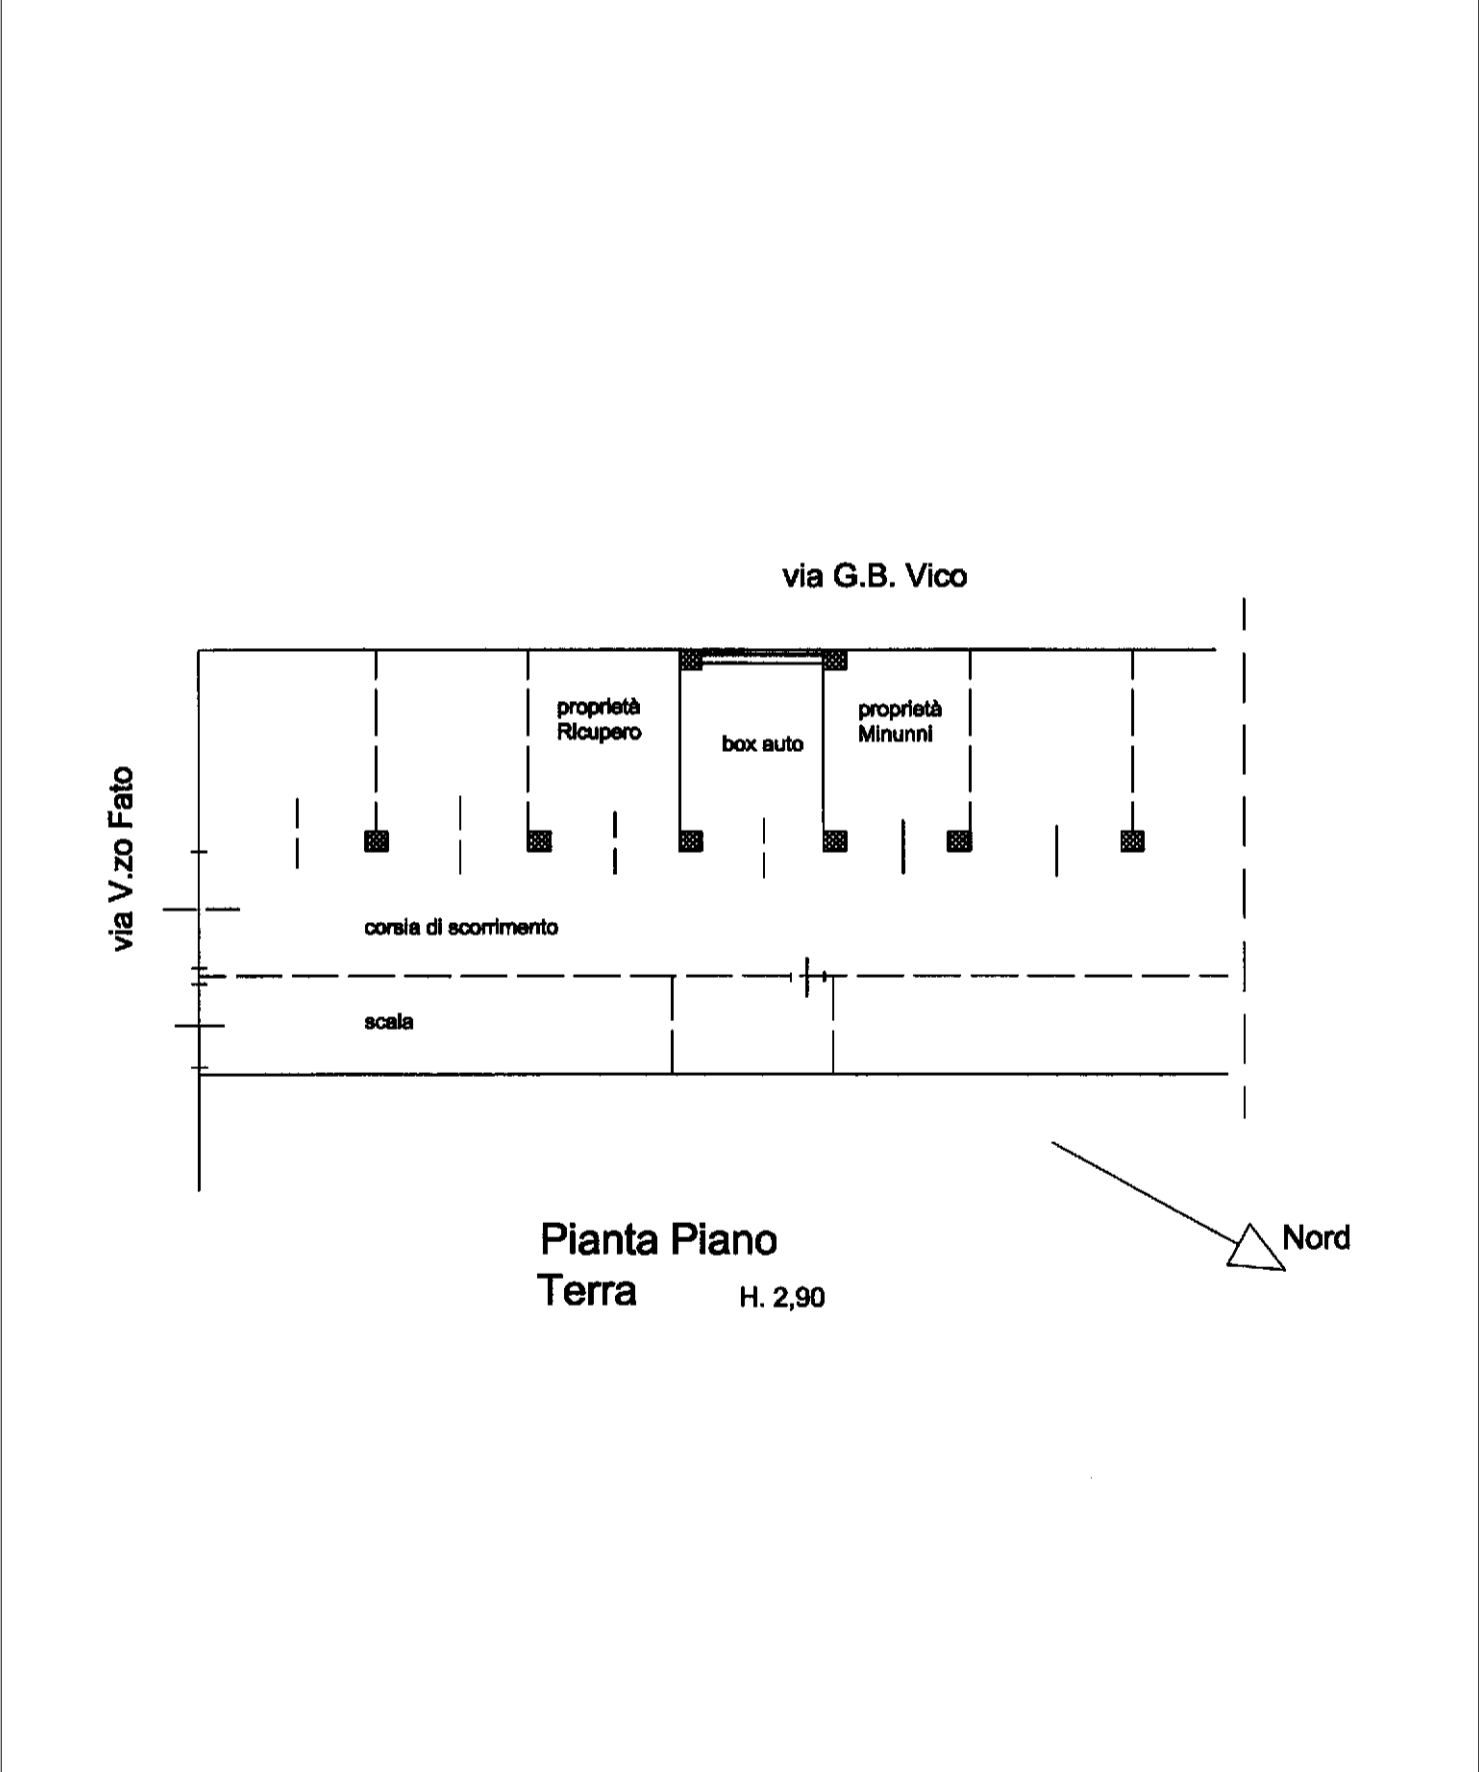 via G.B. Vico
proprietà
Ricupero
box auto
proprietà
Minunni
via V.zo Fato
corsia di scorrimento
scala
Nord
Pianta Piano
Terra
H. 2,90